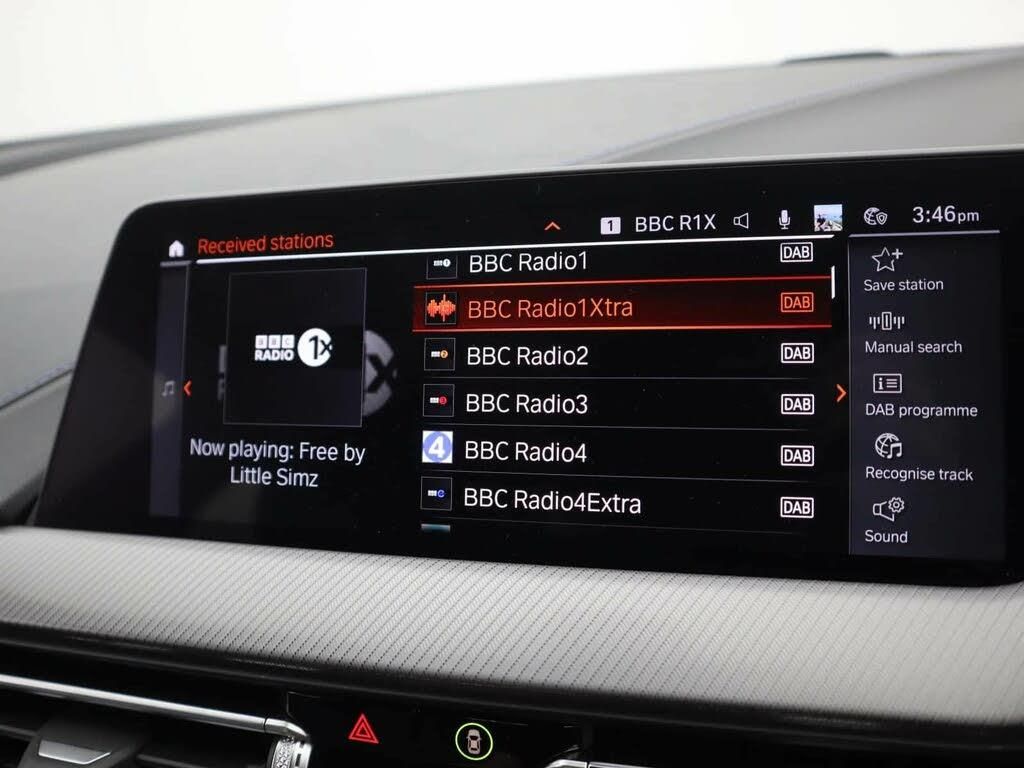 Received stations
1 BBC R1X
3:46pm
BBC Radio1 DAB
BBC Radio1Xtra DAB
BBC Radio2 DAB
BBC Radio3 DAB
4 BBC Radio4 DAB
BBC Radio4Extra DAB
BBC
RADIO 1x
Now playing: Free by
Little Simz
Save station
Manual search
DAB programme
Recognise track
Sound